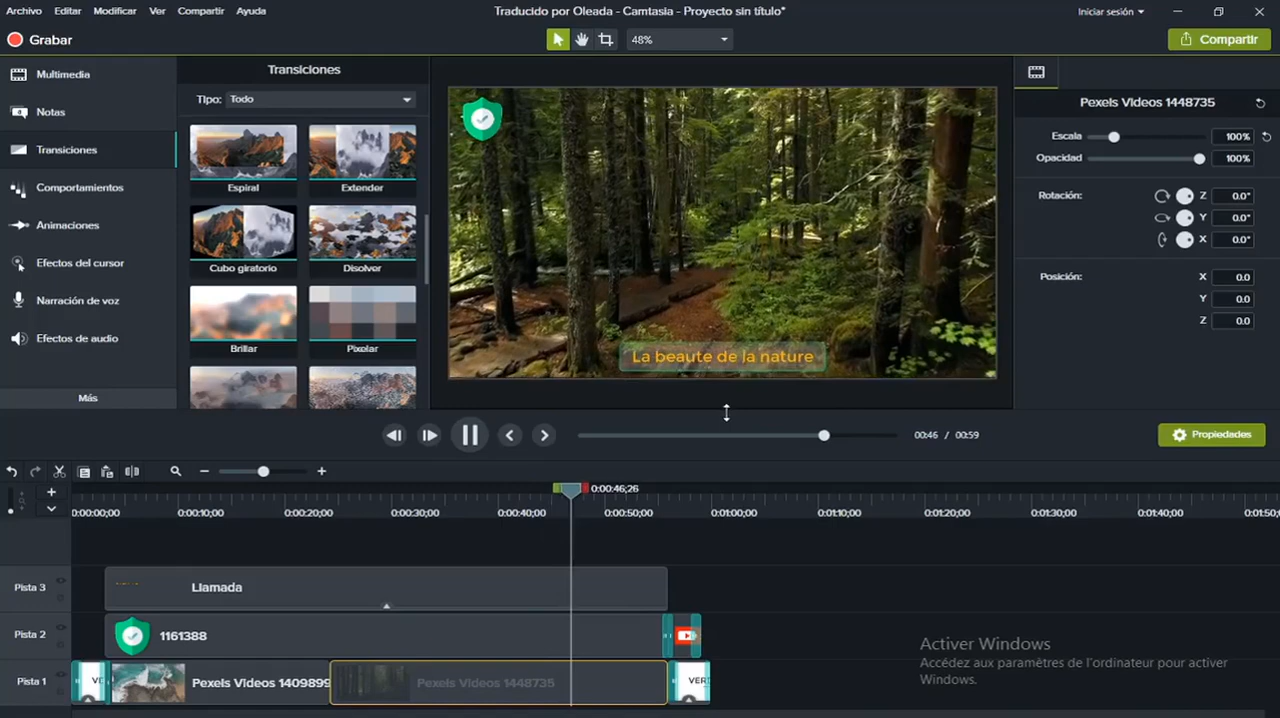 Archivo Editar Modificar Ver Compartir Ayuda
Traducido por Oleada - Camtasia - Proyecto sin título*
Iniciar sesión
Grabar
48%
Compartir
Multimedia
Notas
Transiciones
Comportamientos
Animaciones
Efectos del cursor
Narración de voz
Efectos de audio
Más
Transiciones
Tipo: Todo
Espiral Extender
Cubo giratorio Disolver
Brillar Pixelar
La beaute de la nature
Pexels Videos 1448735
Escala 100%
Opacidad 100%
Rotación: Z 0.0°
Y 0.0°
X 0.0°
Posición: X 0.0
Y 0.0
Z 0.0
00:46 / 00:59
Propiedades
0:00:46;26
0:00:00;00 0:00:10;00 0:00:20;00 0:00:30;00 0:00:40;00 0:00:50;00 0:01:00;00 0:01:10;00 0:01:20;00 0:01:30;00 0:01:40;00 0:01:50;0
Pista 3 Llamada
Pista 2 1161388
Pista 1 Pexels Videos 1409899 Pexels Videos 1448735
Activer Windows
Accédez aux paramètres de l'ordinateur pour activer
Windows.